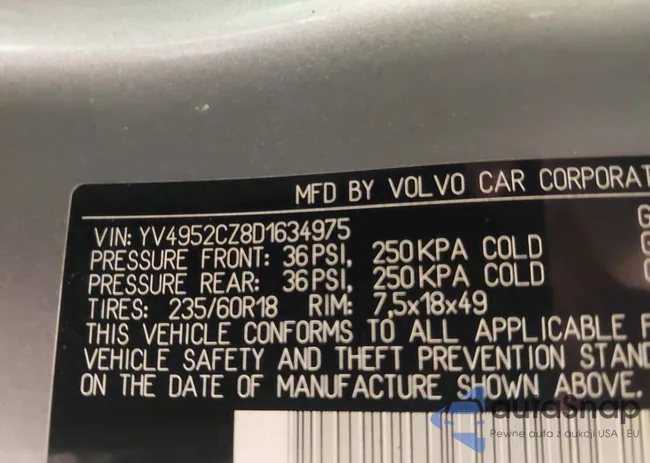 MFD BY VOLVO CAR CORPORAT
VIN: YV4952CZ8D1634975
PRESSURE FRONT: 36PSI, 250KPA COLD
PRESSURE REAR: 36PSI, 250KPA COLD
TIRES: 235/60R18 RIM: 7,5x18x49
THIS VEHICLE CONFORMS TO ALL APPLICABLE F
VEHICLE SAFETY AND THEFT PREVENTION STAND
ON THE DATE OF MANUFACTURE SHOWN ABOVE.
autoSnap
Pewne auta z aukcji USA i EU